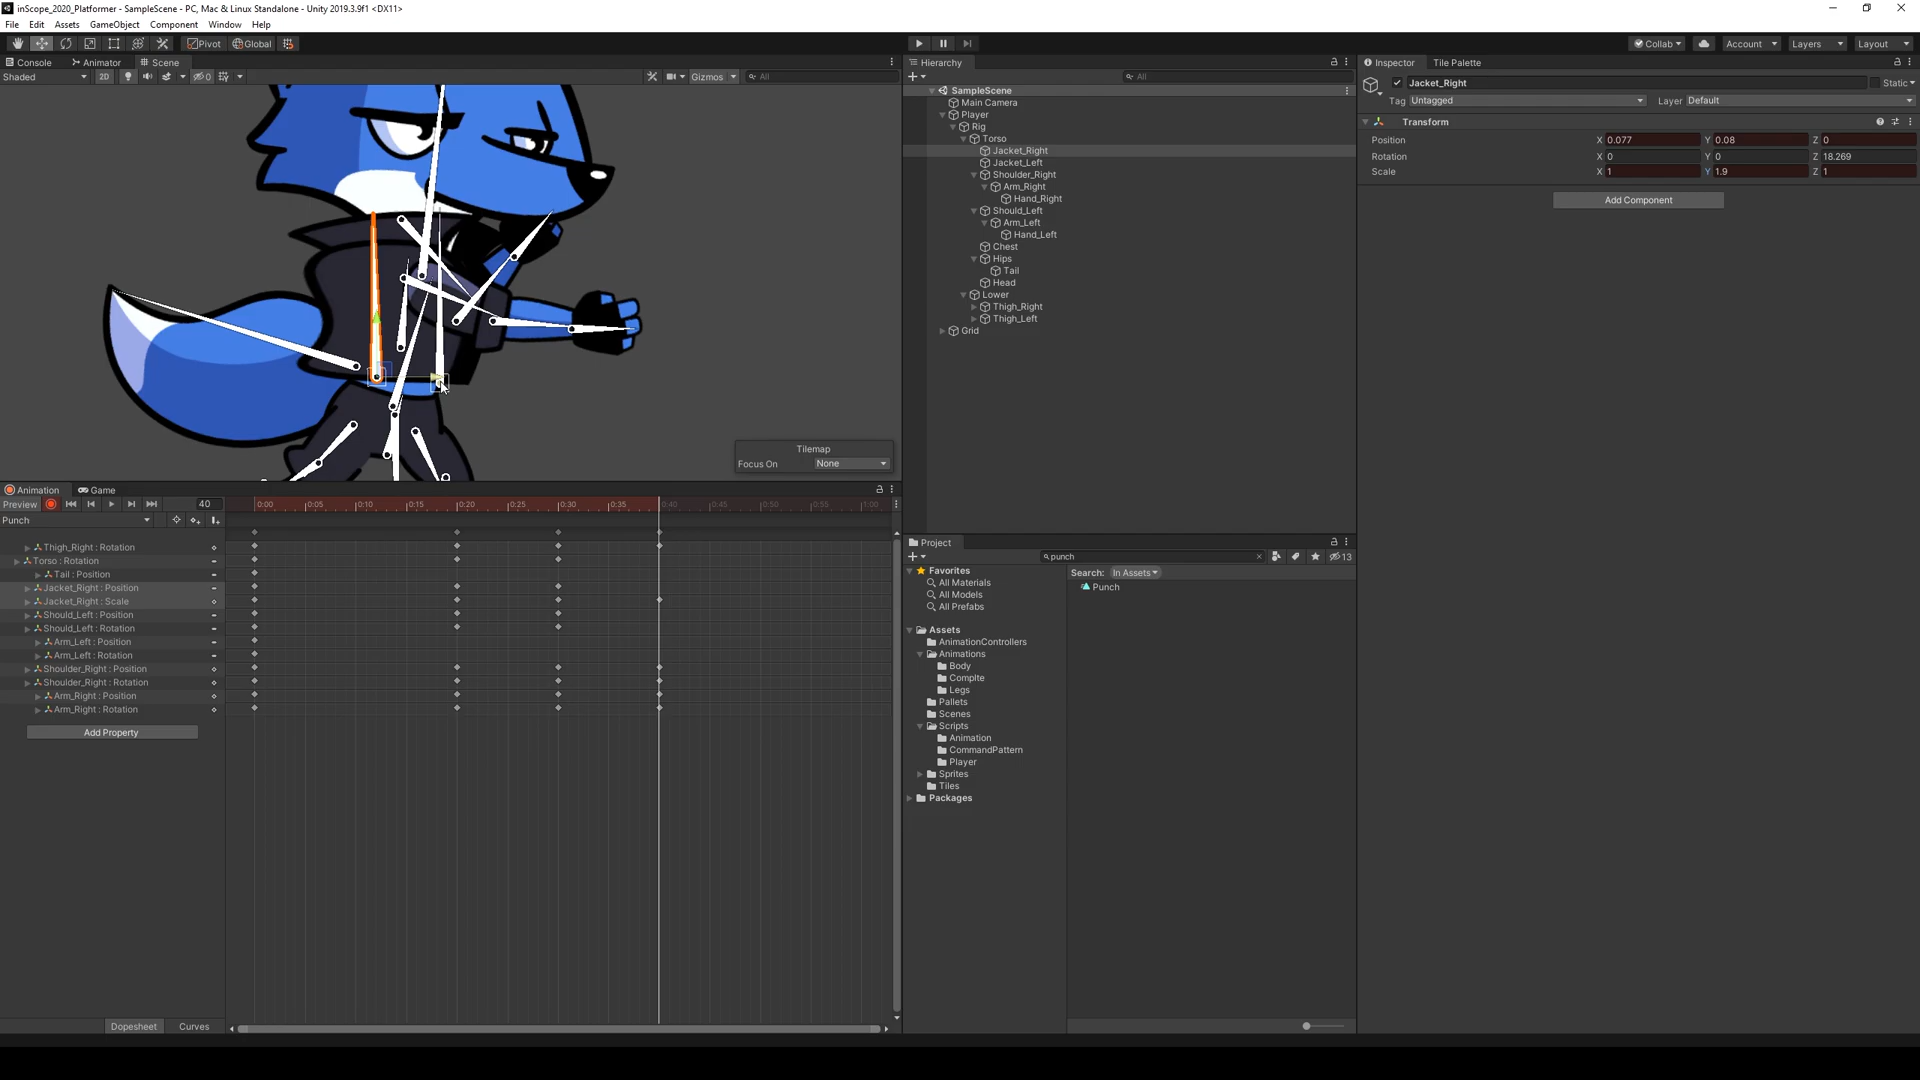 inScope_2020_Platformer - SampleScene - PC, Mac & Linux Standalone - Unity 2019.3.9f1 <DX11>
File Edit Assets GameObject Component Window Help
Pivot Global Collab Account Layers Layout
Console Animator Scene
Shaded 2D 0 Gizmos All
Tilemap
Focus On None
Hierarchy
All
SampleScene
Main Camera
Player
Rig
Torso
Jacket_Right
Jacket_Left
Shoulder_Right
Arm_Right
Hand_Right
Should_Left
Arm_Left
Hand_Left
Chest
Hips
Tail
Head
Lower
Thigh_Right
Thigh_Left
Grid
Inspector Tile Palette
Jacket_Right Static
Tag Untagged Layer Default
Transform
Position X 0.077 Y 0.08 Z 0
Rotation X 0 Y 0 Z 18.269
Scale X 1 Y 1.9 Z 1
Add Component
Animation Game
Preview 40 0:00 0:05 0:10 0:15 0:20 0:25 0:30 0:35 0:40 0:45 0:50 0:55 1:00
Punch
Thigh_Right : Rotation
Torso : Rotation
Tail : Position
Jacket_Right : Position
Jacket_Right : Scale
Should_Left : Position
Should_Left : Rotation
Arm_Left : Position
Arm_Left : Rotation
Shoulder_Right : Position
Shoulder_Right : Rotation
Arm_Right : Position
Arm_Right : Rotation
Add Property
Dopesheet Curves
Project
punch 13
Favorites
All Materials
All Models
All Prefabs
Assets
AnimationControllers
Animations
Body
Complte
Legs
Pallets
Scenes
Scripts
Animation
CommandPattern
Player
Sprites
Tiles
Packages
Search: In Assets
Punch